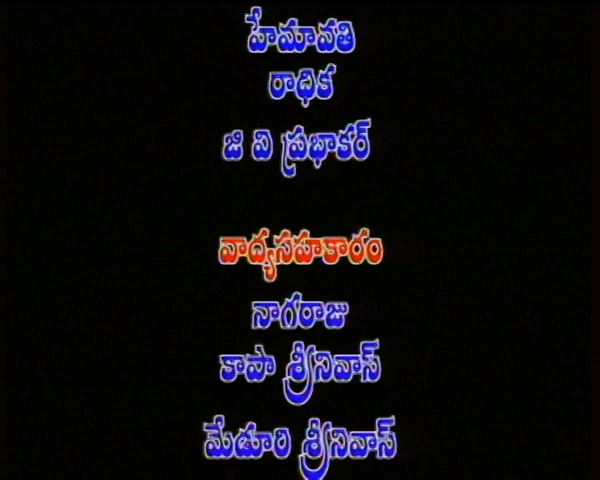 హేమావతి
రాధిక
జి వి ప్రభాకర్
వాద్యసహకారం
నాగరాజు
కాపా శ్రీనివాస్
మేడూరి శ్రీనివాస్